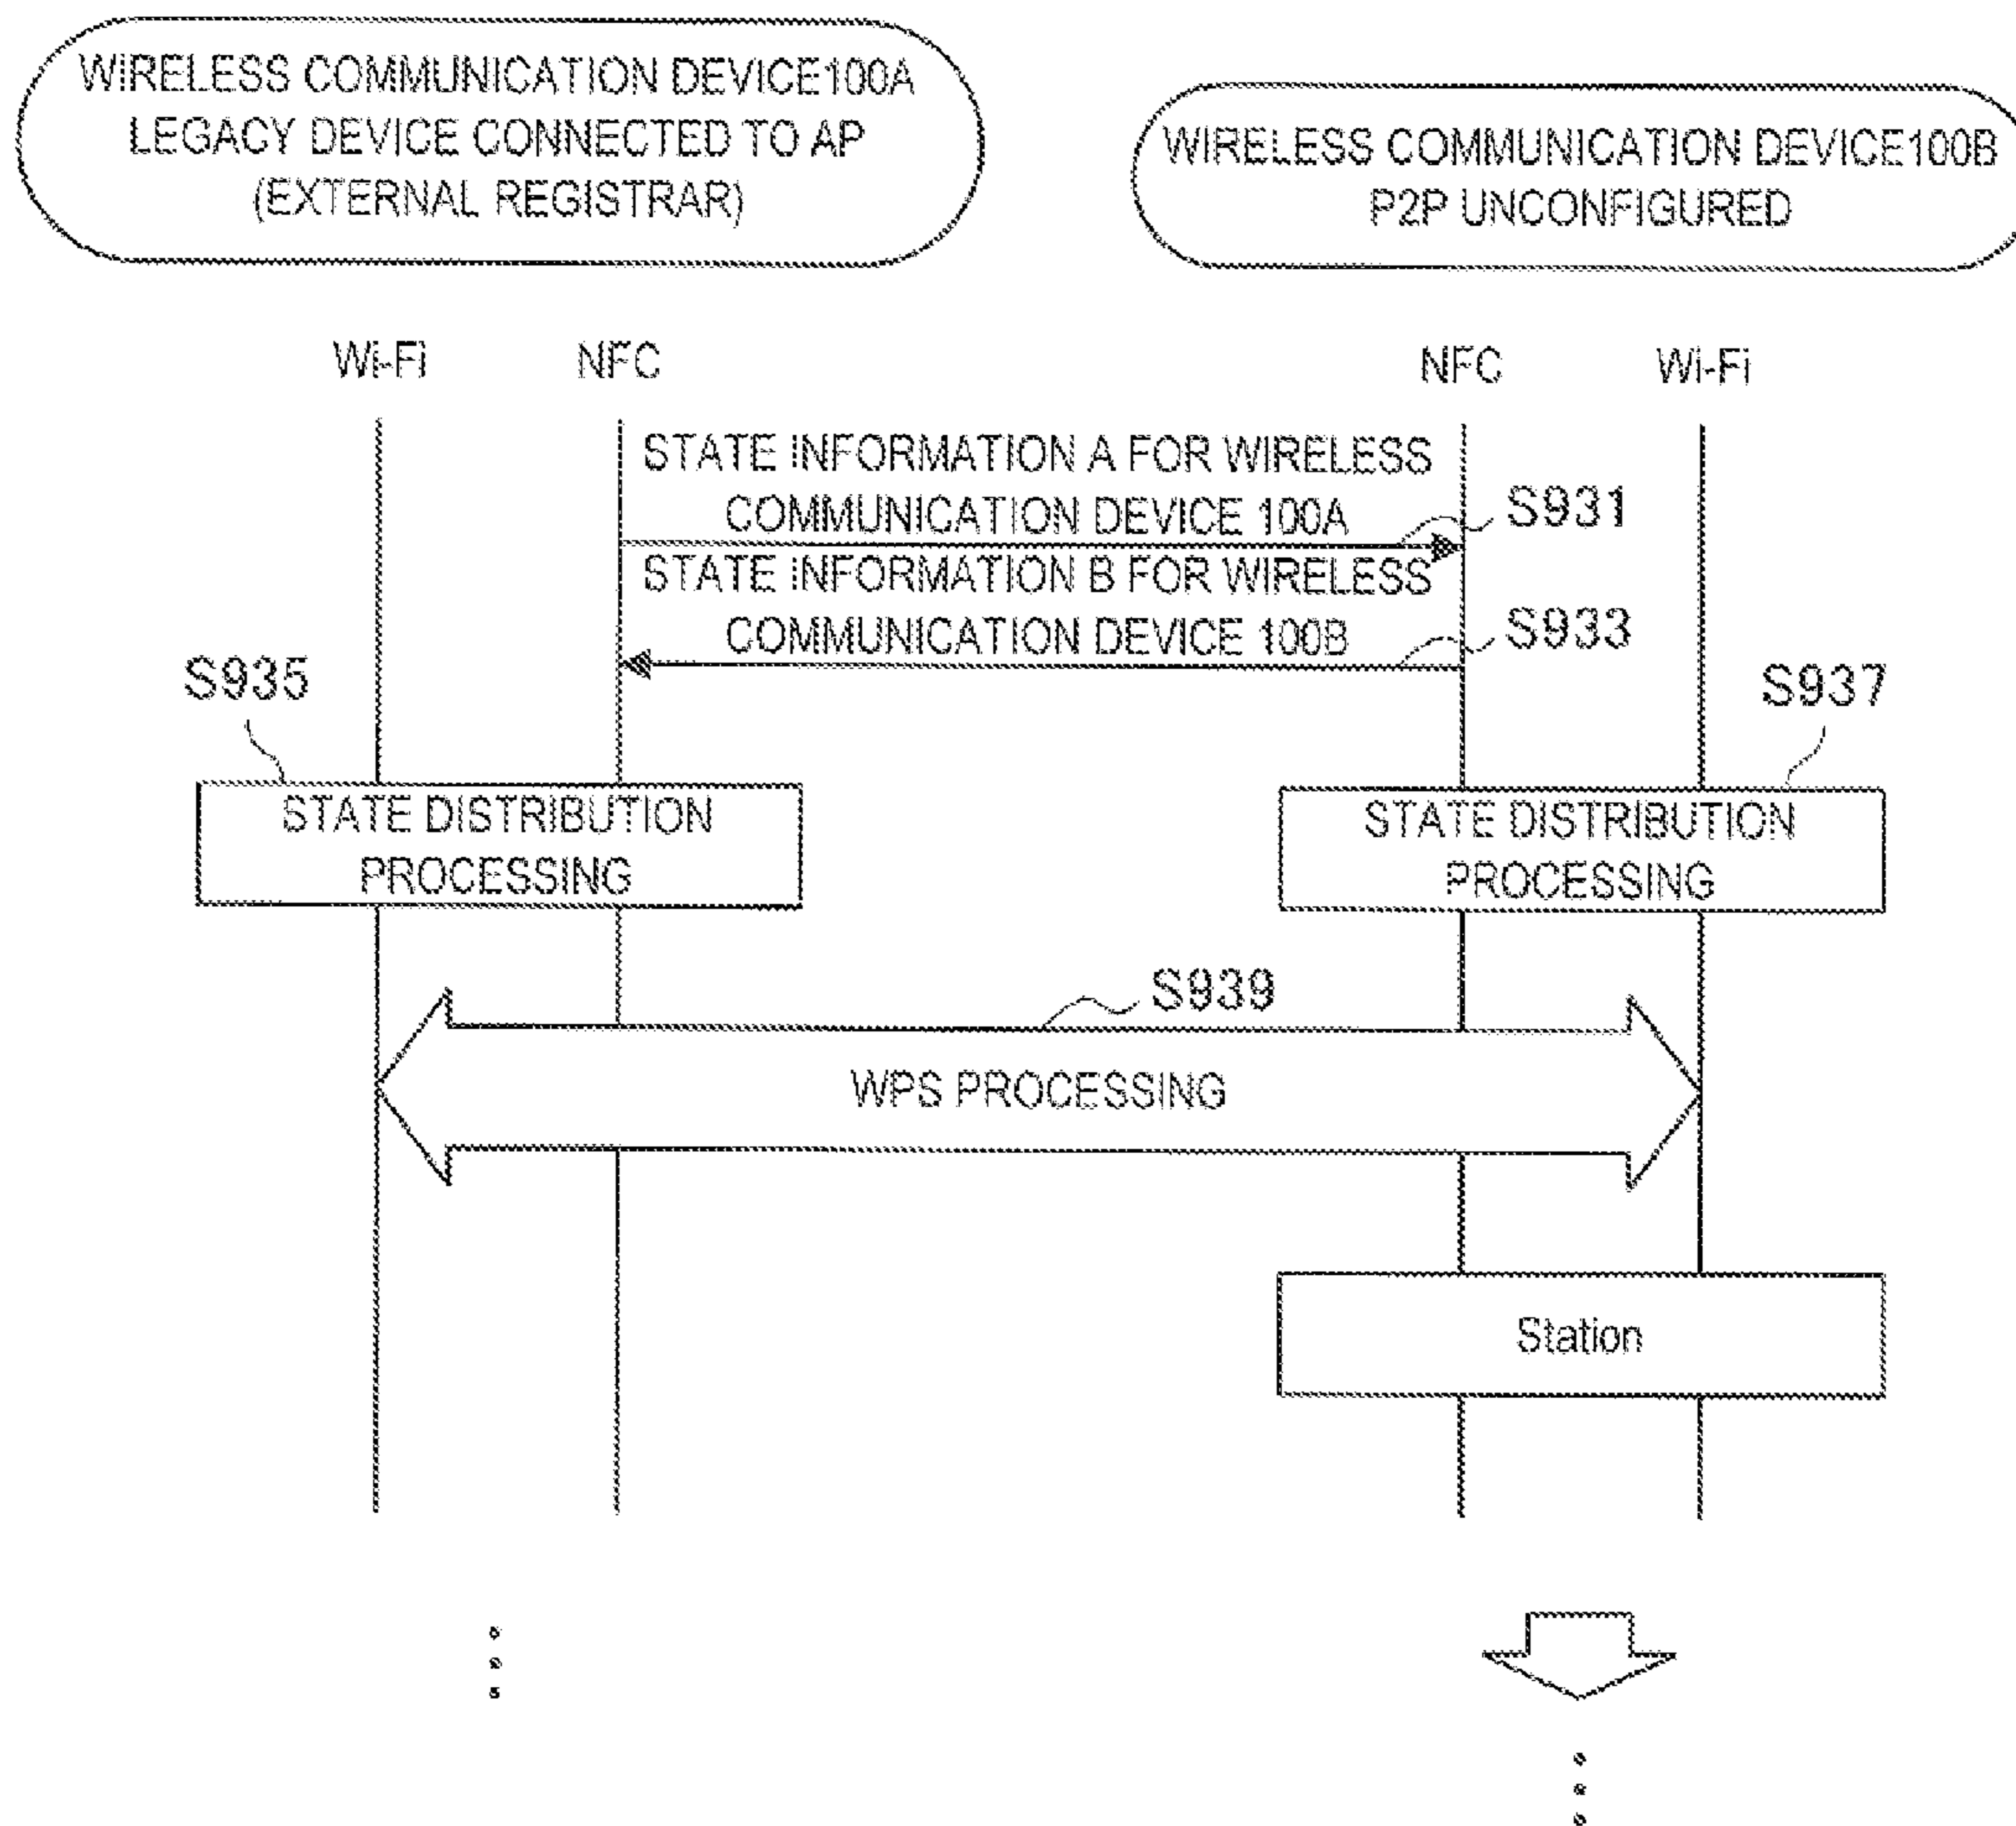 WIRELESS COMMUNICATION DEVICE100A
LEGACY DEVICE CONNECTED TO AP
(EXTERNAL REGISTRAR)
WIRELESS COMMUNICATION DEVICE100B
P2P UNCONFIGURED
Wi-Fi
NFC
NFC
Wi-Fi
STATE INFORMATION A FOR WIRELESS
COMMUNICATION DEVICE 100A
S931
STATE INFORMATION B FOR WIRELESS
COMMUNICATION DEVICE 100B
S933
S935
S937
STATE DISTRIBUTION
PROCESSING
STATE DISTRIBUTION
PROCESSING
S939
WPS PROCESSING
Station